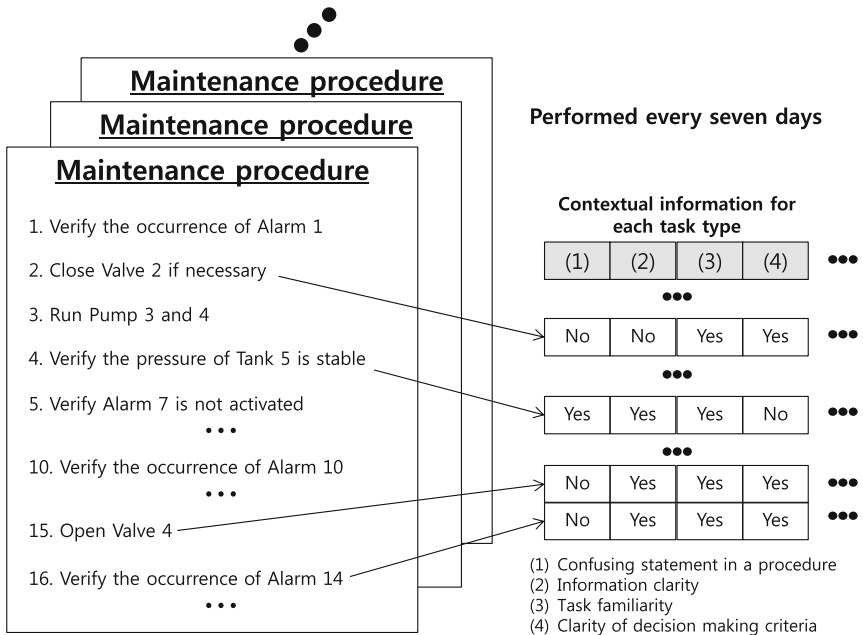 Maintenance procedure
Maintenance procedure
Maintenance procedure
1. Verify the occurrence of Alarm 1
2. Close Valve 2 if necessary
3. Run Pump 3 and 4
4. Verify the pressure of Tank 5 is stable
5. Verify Alarm 7 is not activated
•••
10. Verify the occurrence of Alarm 10
•••
15. Open Valve 4
16. Verify the occurrence of Alarm 14
•••
Performed every seven days
Contextual information for
each task type
(1) (2) (3) (4) •••
•••
No No Yes Yes •••
•••
Yes Yes Yes No •••
•••
No Yes Yes Yes •••
No Yes Yes Yes •••
(1) Confusing statement in a procedure
(2) Information clarity
(3) Task familiarity
(4) Clarity of decision making criteria